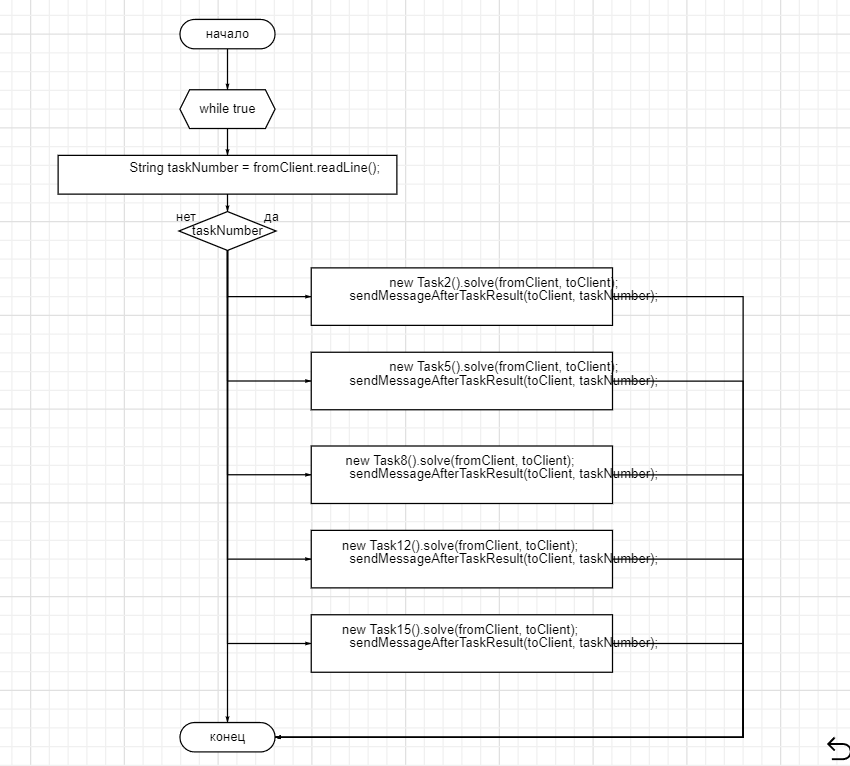 начало
while true
String taskNumber = fromClient.readLine();
нет
да
taskNumber
new Task2().solve(fromClient, toClient);
sendMessageAfterTaskResult(toClient, taskNumber);
new Task5().solve(fromClient, toClient);
sendMessageAfterTaskResult(toClient, taskNumber);
new Task8().solve(fromClient, toClient);
sendMessageAfterTaskResult(toClient, taskNumber);
new Task12().solve(fromClient, toClient);
sendMessageAfterTaskResult(toClient, taskNumber);
new Task15().solve(fromClient, toClient);
sendMessageAfterTaskResult(toClient, taskNumber);
конец